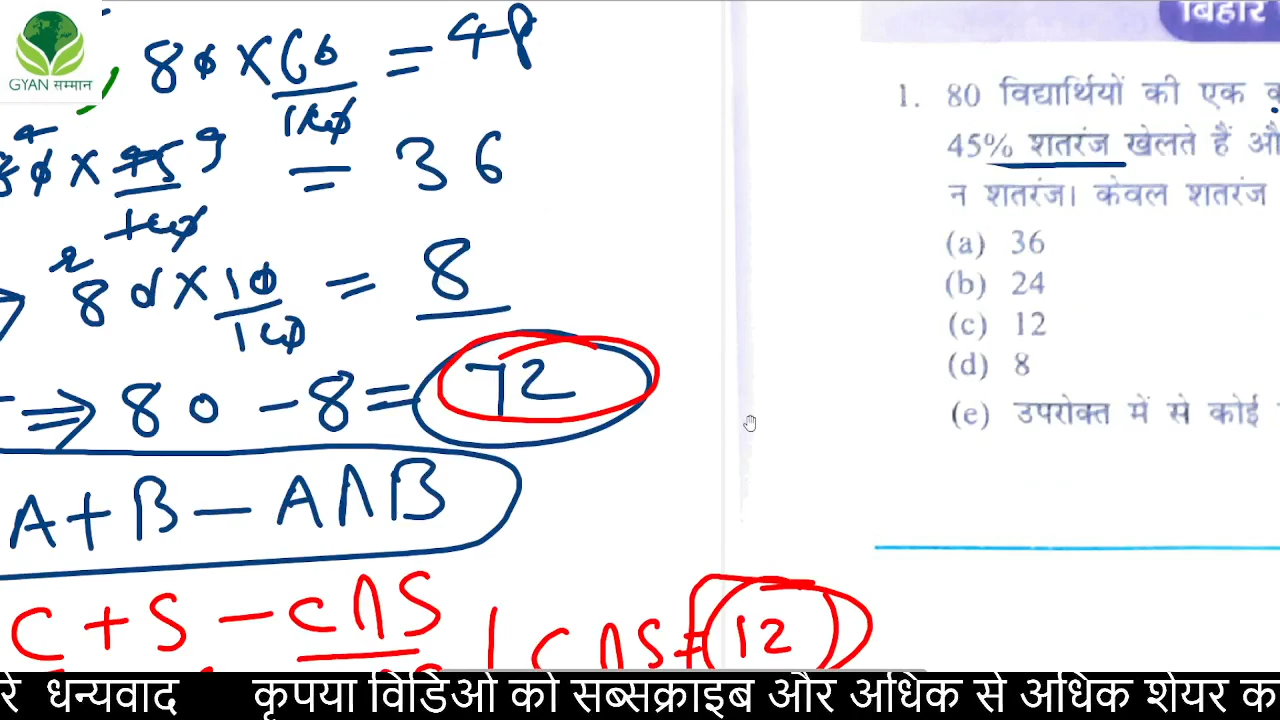 GYAN सम्मान
80 × 60/100 = 48
80 × 45/100 9 = 36
80 × 10/100 = 8
⇒ 80 - 8 = 72
A + B - A∩B
C + S - C∩S | C∩S = 12
बिहार
1. 80 विद्यार्थियों की एक
45% शतरंज खेलते हैं
न शतरंज। केवल शतरंज
(a) 36
(b) 24
(c) 12
(d) 8
(e) उपरोक्त में से कोई
रे धन्यवाद कृपया विडिओ को सब्सक्राइब और अधिक से अधिक शेयर क